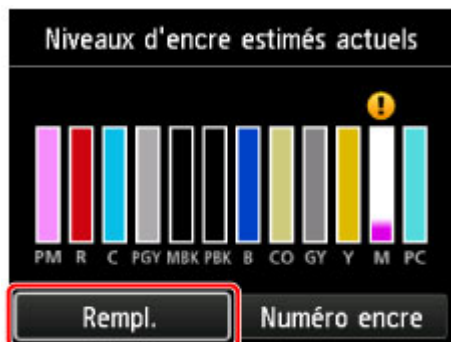 Niveaux d'encre estimés actuels
!
PM R C PGY MBK PBK B CO GY Y M PC
Rempl. Numéro encre